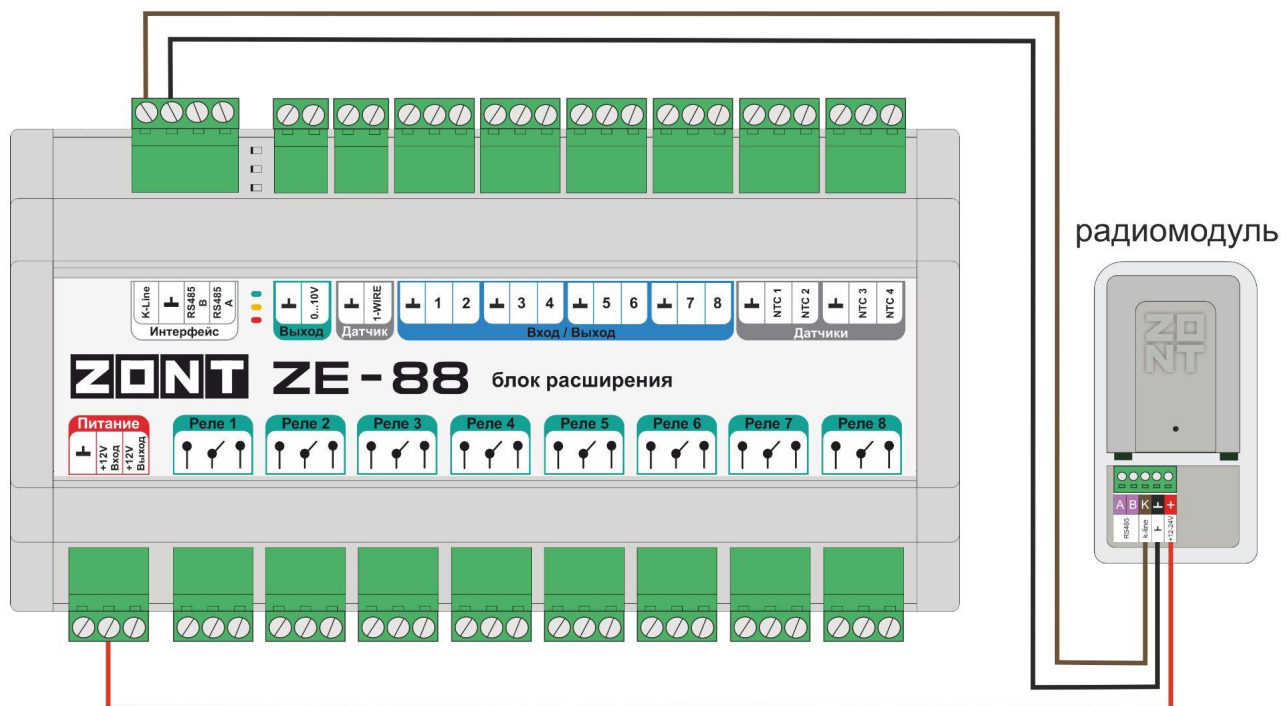 радиомодуль
K-Line
RS485 B
RS485 A
Интерфейс
0...10V
Выход
1-WIRE
Датчик
1 2 3 4 5 6 7 8
Вход / Выход
NTC 1 NTC 2 NTC 3 NTC 4
Датчики
ZONT ZE-88 блок расширения
Питание
+12V Вход
+12V Выход
Реле 1 Реле 2 Реле 3 Реле 4 Реле 5 Реле 6 Реле 7 Реле 8
ZO
NT
A B K +
RS485 k-line +12-24V